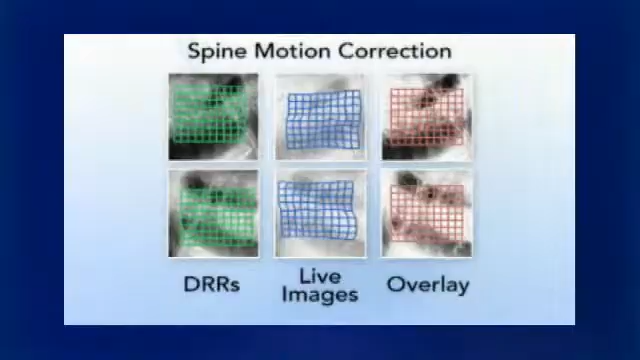 Spine Motion Correction
DRRs
Live
Images
Overlay